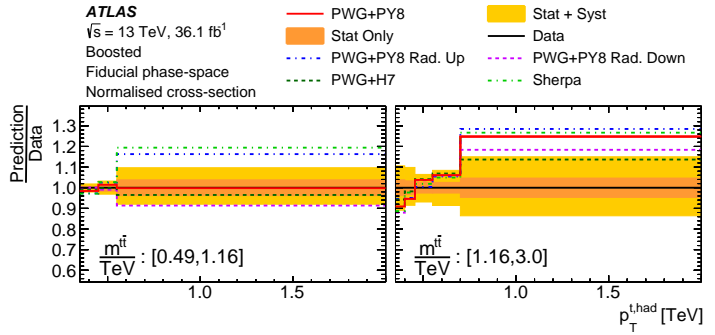 ATLAS
√s = 13 TeV, 36.1 fb¹
Boosted
Fiducial phase-space
Normalised cross-section
PWG+PY8
Stat + Syst
Stat Only
Data
PWG+PY8 Rad. Up
PWG+PY8 Rad. Down
PWG+H7
Sherpa
Prediction
Data
1.3
1.2
1.1
1.0
0.9
0.8
0.7
0.6
m^{tt̄}
TeV : [0.49,1.16]
m^{tt̄}
TeV : [1.16,3.0]
1.0
1.5
1.0
1.5
p_T^{t,had} [TeV]